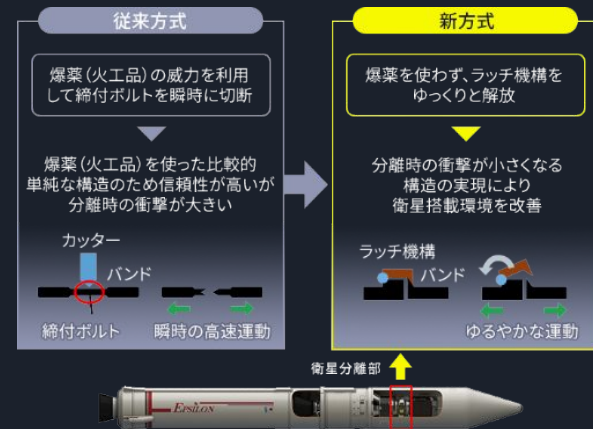 従来方式
爆薬（火工品）の威力を利用
して締付ボルトを瞬時に切断
爆薬（火工品）を使った比較的
単純な構造のため信頼性が高いが
分離時の衝撃が大きい
カッター
バンド
締付ボルト
瞬時の高速運動
新方式
爆薬を使わず、ラッチ機構を
ゆっくりと解放
分離時の衝撃が小さくなる
構造の実現により
衛星搭載環境を改善
ラッチ機構
バンド
ゆるやかな運動
衛星分離部
EPSILON